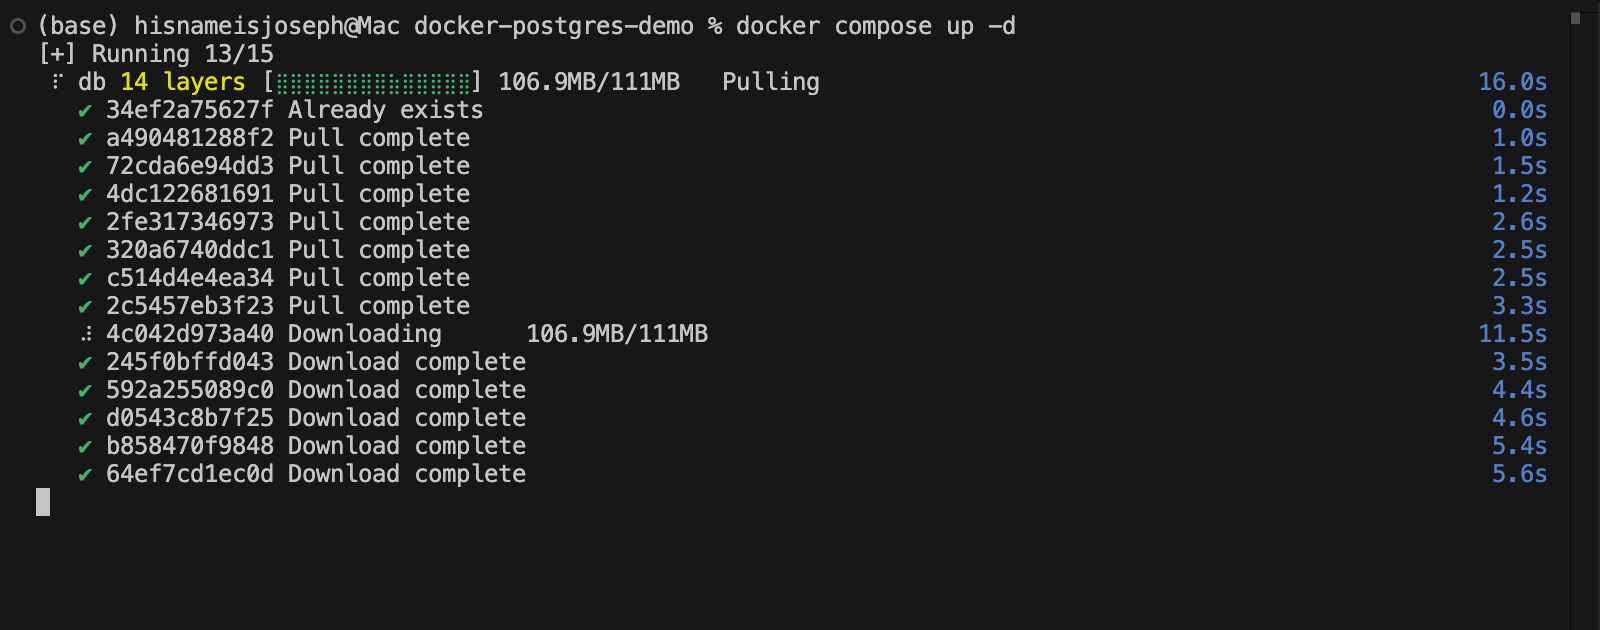 (base) hisnameisjoseph@Mac docker-postgres-demo % docker compose up -d
[+] Running 13/15
⠋ db 14 layers [⣿⣿⣿⣿⣿⣿⣿⣿⣦⣿⣿⣿⣿⣿] 106.9MB/111MB Pulling 16.0s
✔ 34ef2a75627f Already exists 0.0s
✔ a490481288f2 Pull complete 1.0s
✔ 72cda6e94dd3 Pull complete 1.5s
✔ 4dc122681691 Pull complete 1.2s
✔ 2fe317346973 Pull complete 2.6s
✔ 320a6740ddc1 Pull complete 2.5s
✔ c514d4e4ea34 Pull complete 2.5s
✔ 2c5457eb3f23 Pull complete 3.3s
⠼ 4c042d973a40 Downloading 106.9MB/111MB 11.5s
✔ 245f0bffd043 Download complete 3.5s
✔ 592a255089c0 Download complete 4.4s
✔ d0543c8b7f25 Download complete 4.6s
✔ b858470f9848 Download complete 5.4s
✔ 64ef7cd1ec0d Download complete 5.6s